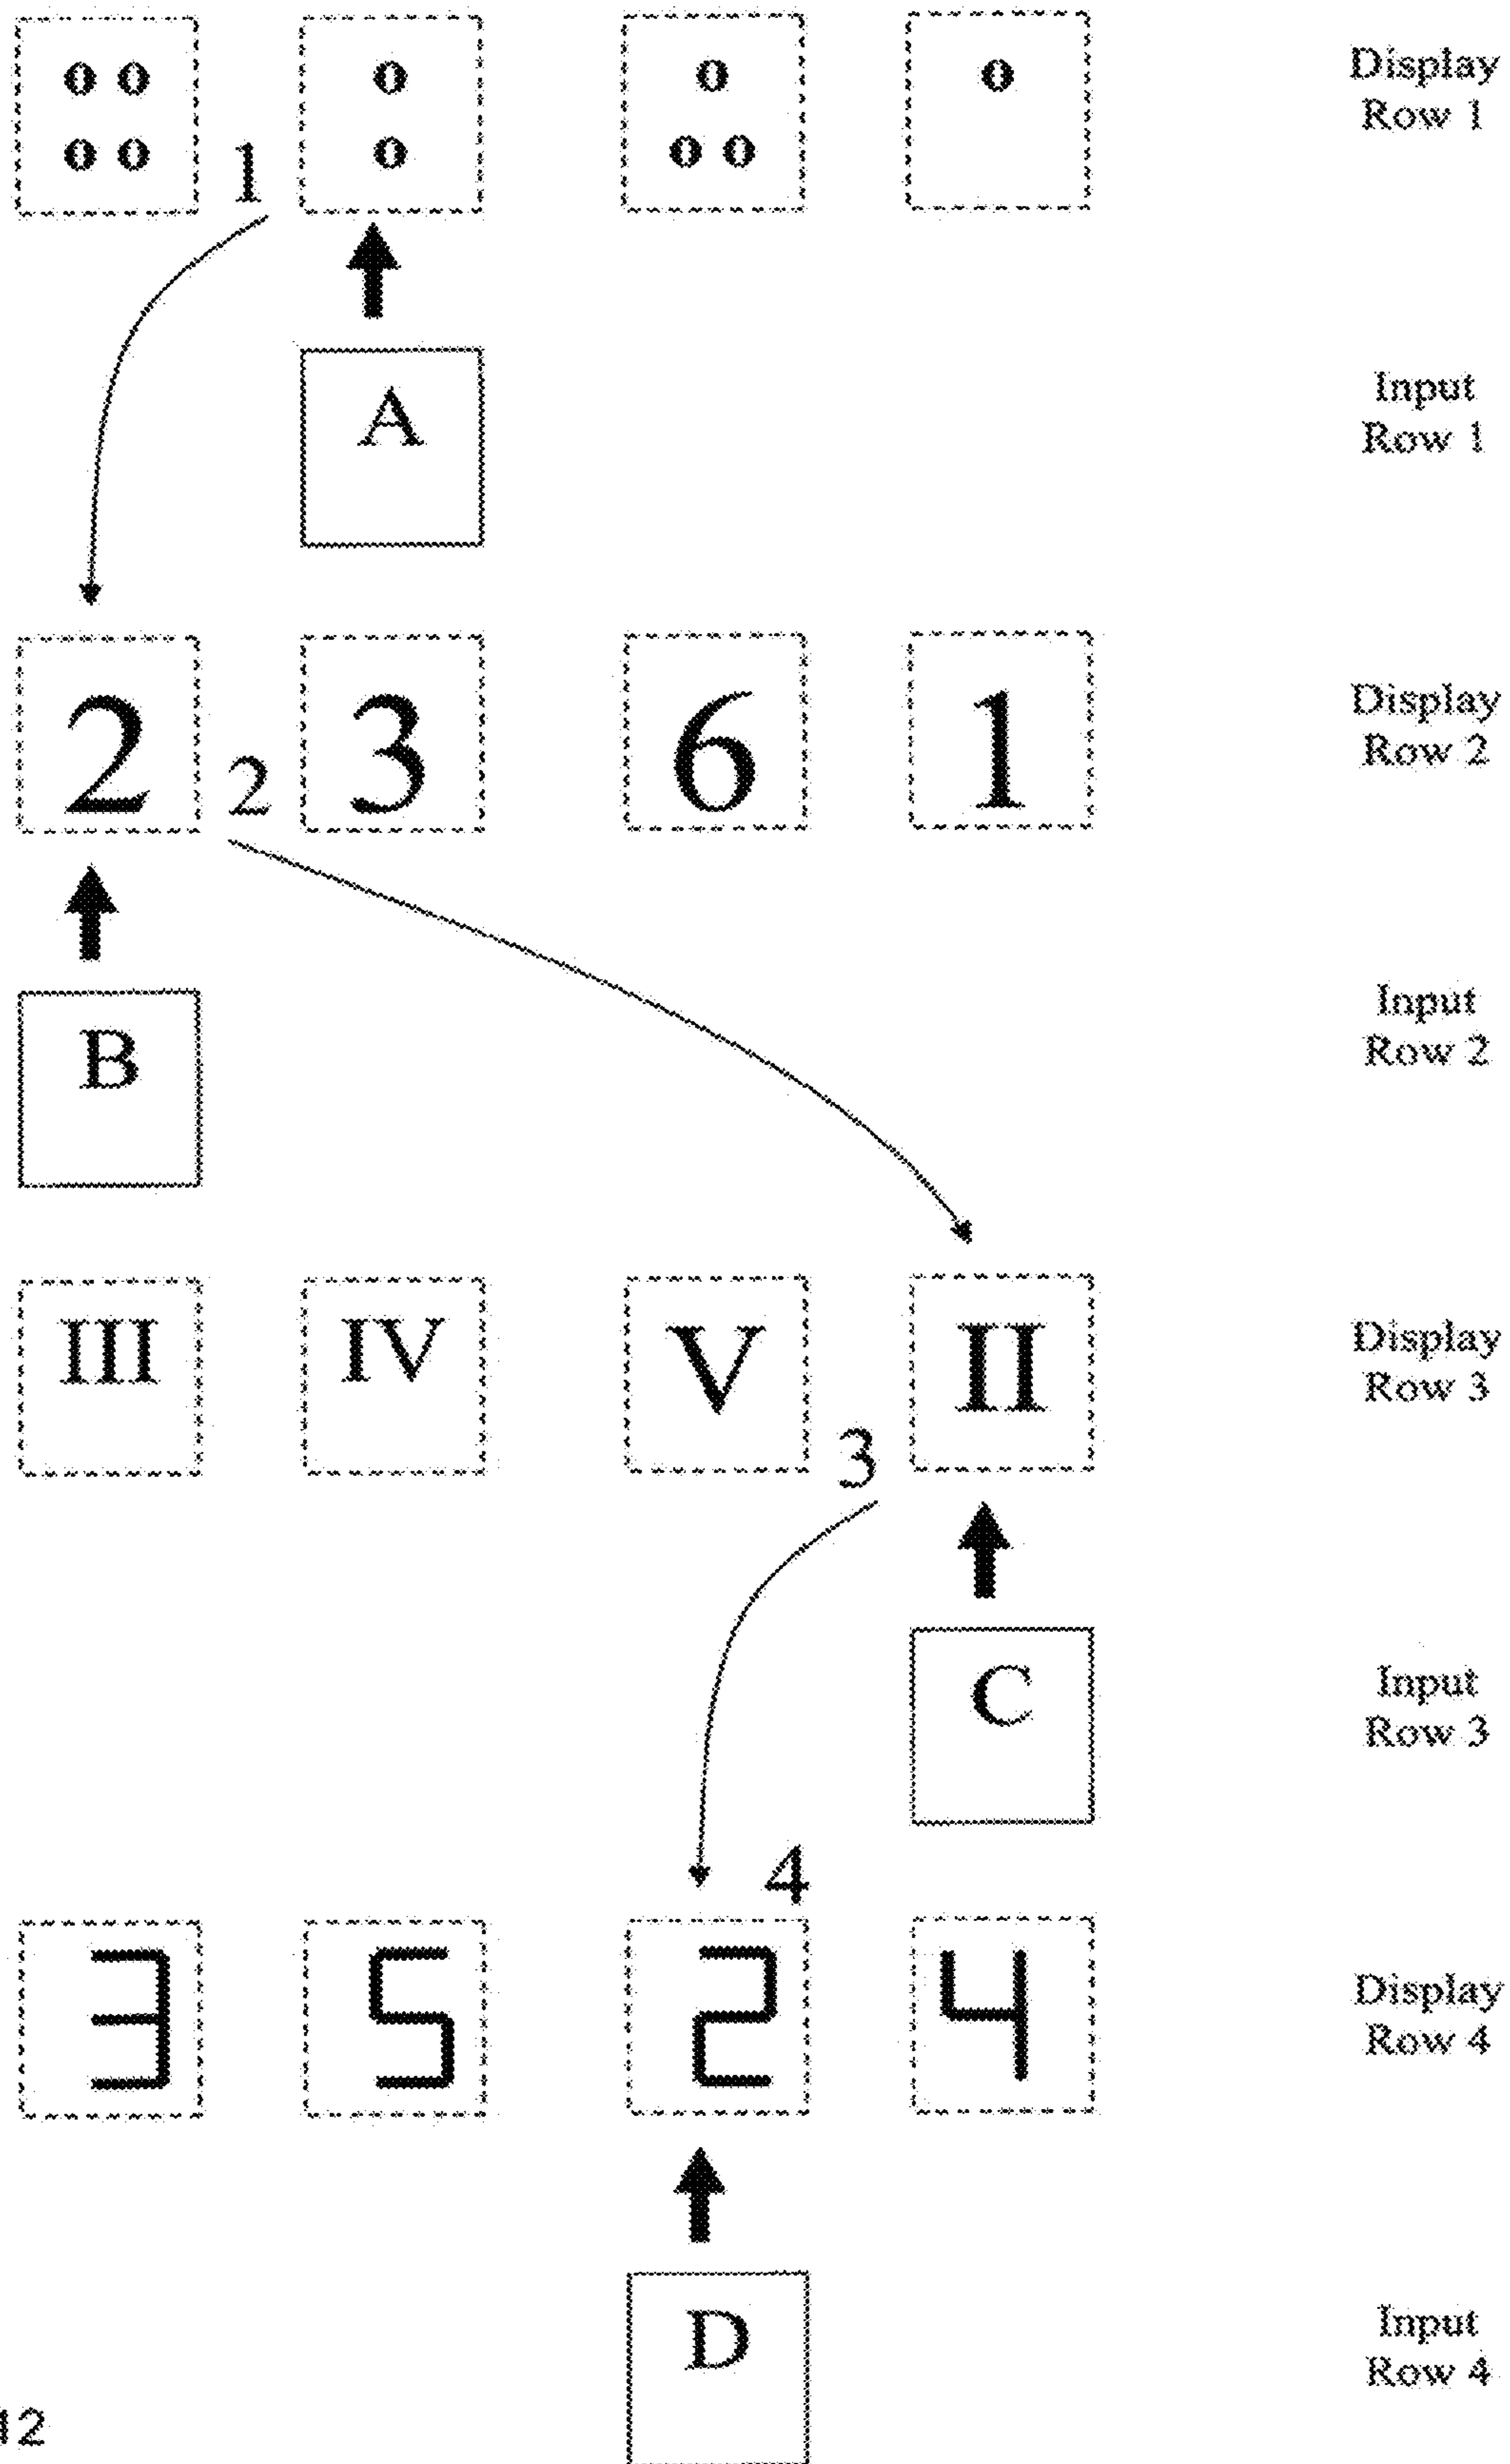 o o o o o Display
o o o o o Row 1
1
A Input
Row 1
2 3 6 1 Display
2 Row 2
B Input
Row 2
III IV V II Display
Row 3
3
C Input
Row 3
4
3 5 2 4 Display
Row 4
D Input
Row 4
12